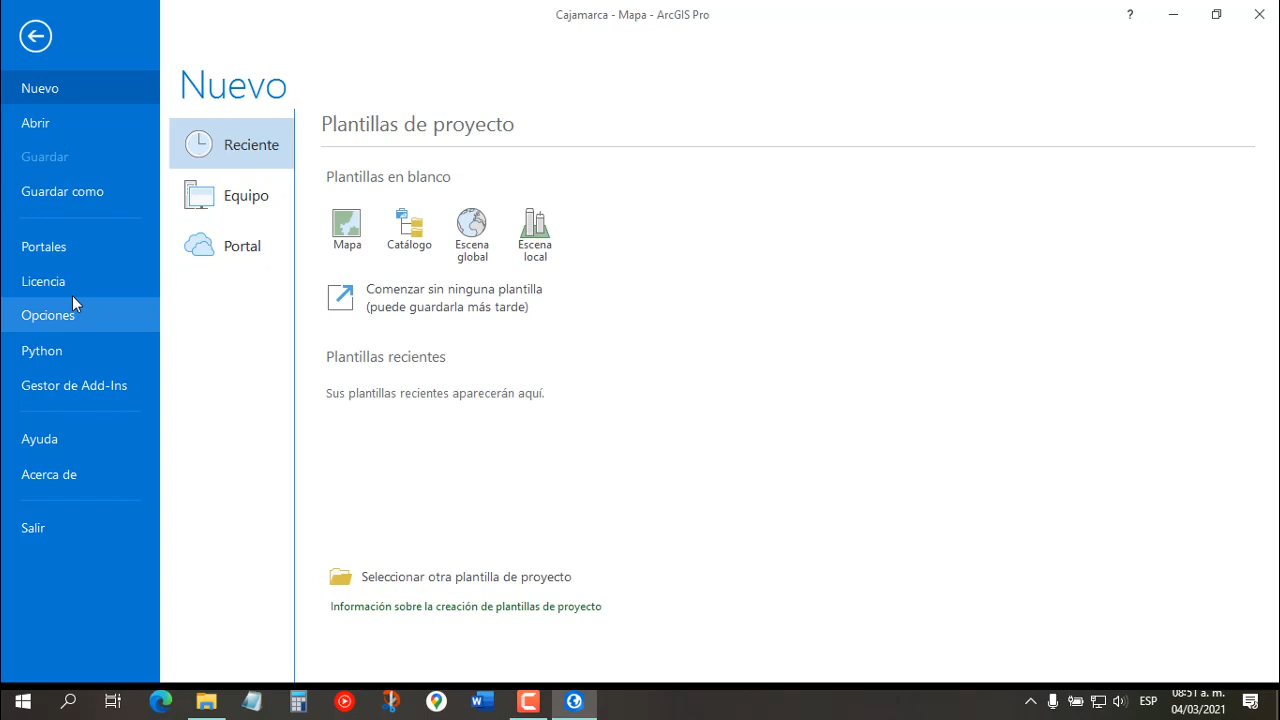 Cajamarca - Mapa - ArcGIS Pro
?
Nuevo
Abrir
Guardar
Guardar como
Portales
Licencia
Opciones
Python
Gestor de Add-Ins
Ayuda
Acerca de
Salir
Nuevo
Reciente
Equipo
Portal
Plantillas de proyecto
Plantillas en blanco
Mapa
Catálogo
Escena
global
Escena
local
Comenzar sin ninguna plantilla
(puede guardarla más tarde)
Plantillas recientes
Sus plantillas recientes aparecerán aquí.
Seleccionar otra plantilla de proyecto
Información sobre la creación de plantillas de proyecto
ESP
08:51 a. m.
04/03/2021